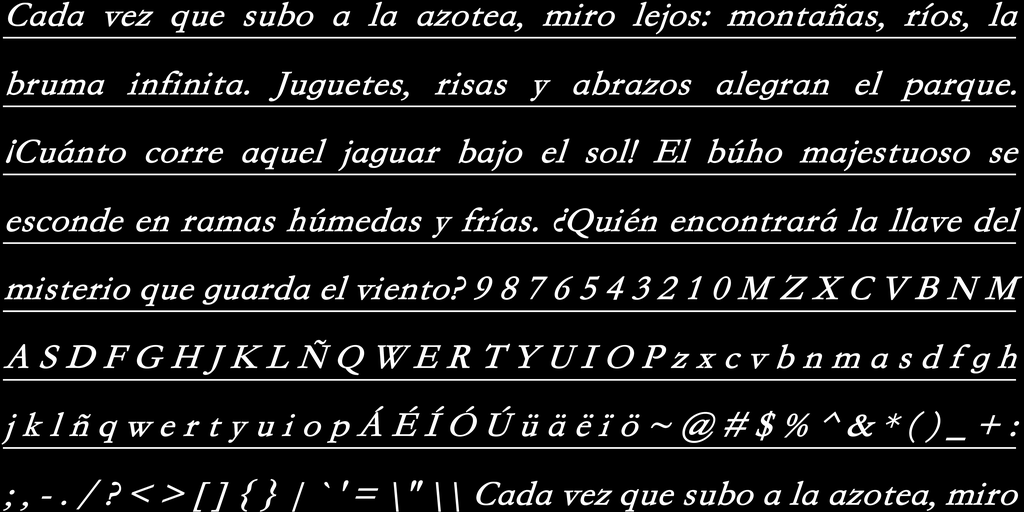 Cada vez que subo a la azotea, miro lejos: montañas, ríos, la
bruma infinita. Juguetes, risas y abrazos alegran el parque.
¡Cuánto corre aquel jaguar bajo el sol! El búho majestuoso se
esconde en ramas húmedas y frías. ¿Quién encontrará la llave del
misterio que guarda el viento? 9 8 7 6 5 4 3 2 1 0 M Z X C V B N M
A S D F G H J K L Ñ Q W E R T Y U I O P z x c v b n m a s d f g h
j k l ñ q w e r t y u i o p Á É Í Ó Ú ü ä ë ï ö ~ @ # $ % ^ & * ( ) _ + :
; , - . / ? < > [ ] { } | ` ' = \ " \ \ Cada vez que subo a la azotea, miro